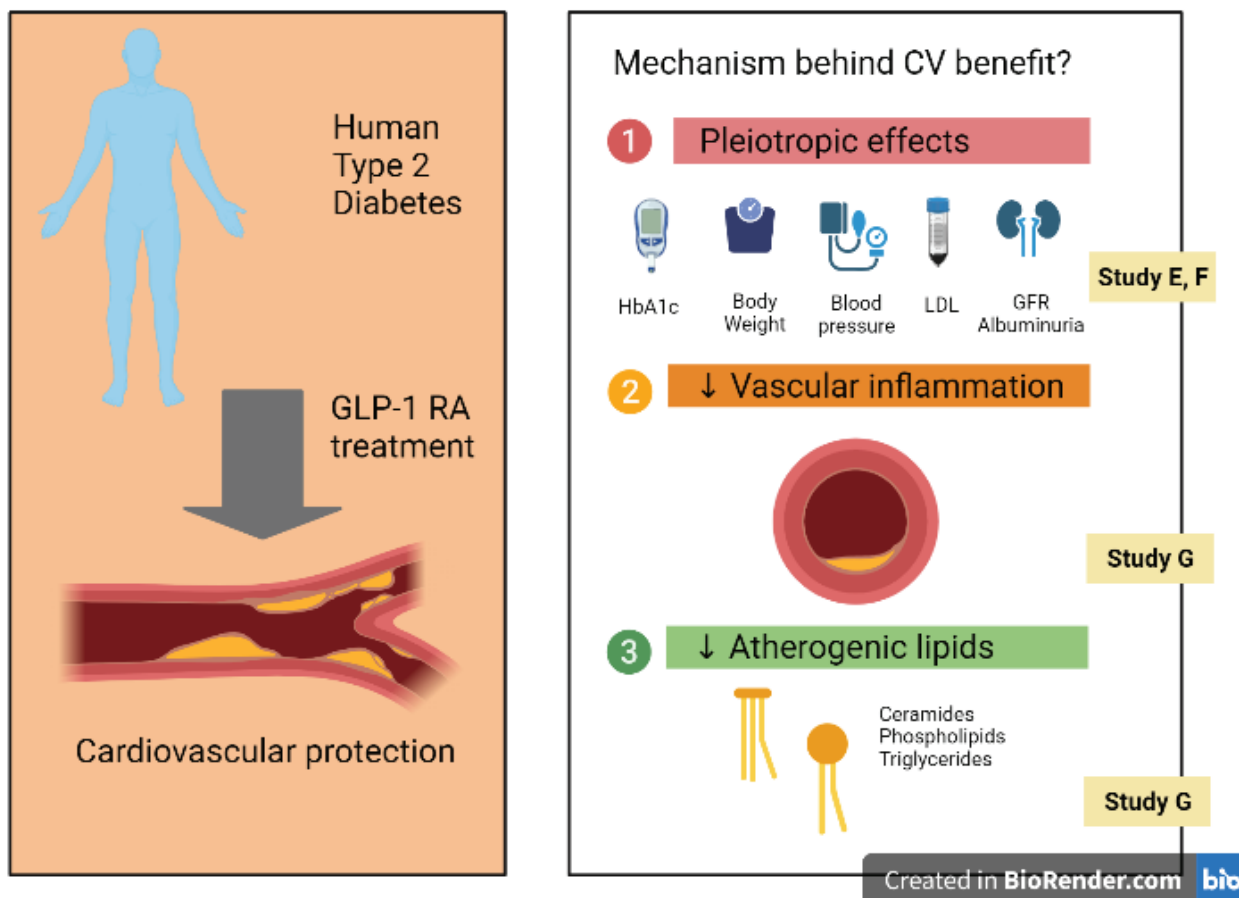 Human
Type 2
Diabetes
GLP-1 RA
treatment
Cardiovascular protection
Mechanism behind CV benefit?
1 Pleiotropic effects
HbA1c
Body
Weight
Blood
pressure
LDL
GFR
Albuminuria
Study E, F
2 ↓ Vascular inflammation
Study G
3 ↓ Atherogenic lipids
Ceramides
Phospholipids
Triglycerides
Study G
Created in BioRender.com bio